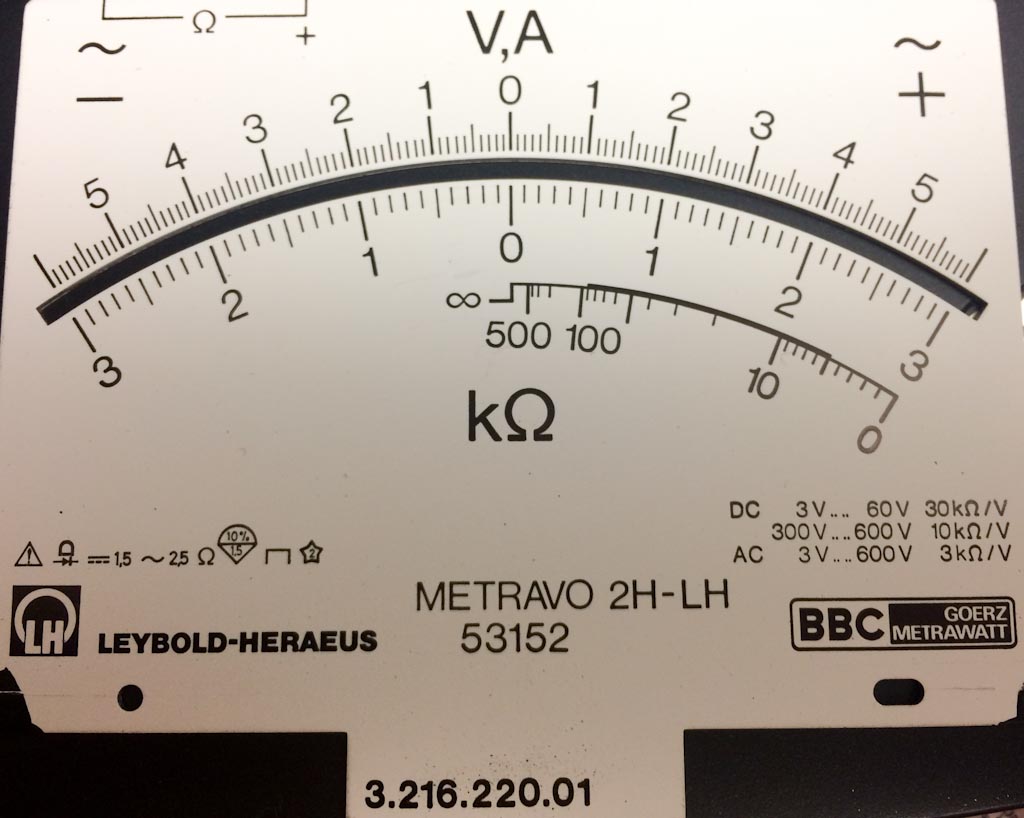 Ω
+
V,A
∼ ∼
− +
5 4 3 2 1 0 1 2 3 4 5
3 2 1 0 1 2 3
∞ 500 100 10 0
kΩ
DC 3V.... 60V 30kΩ/V
300V...600V 10kΩ/V
AC 3V....600V 3kΩ/V
1,5 ∼ 2,5 Ω 10% 1.5 2
METRAVO 2H-LH
53152
LH LEYBOLD-HERAEUS
BBC GOERZ
METRAWATT
3.216.220.01